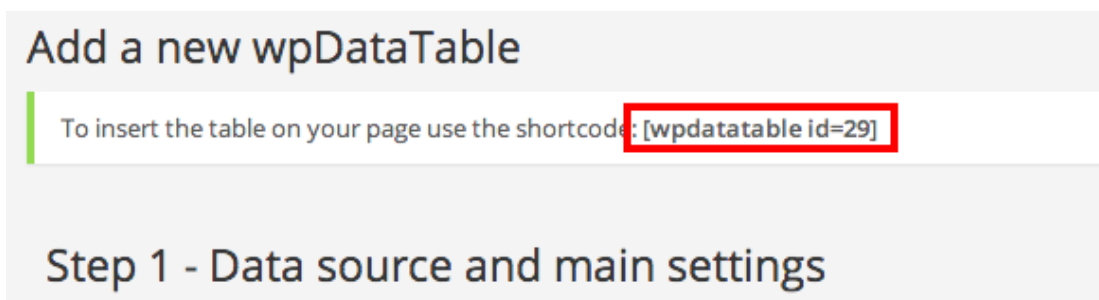 Add a new wpDataTable
To insert the table on your page use the shortcode: [wpdatatable id=29]
Step 1 - Data source and main settings